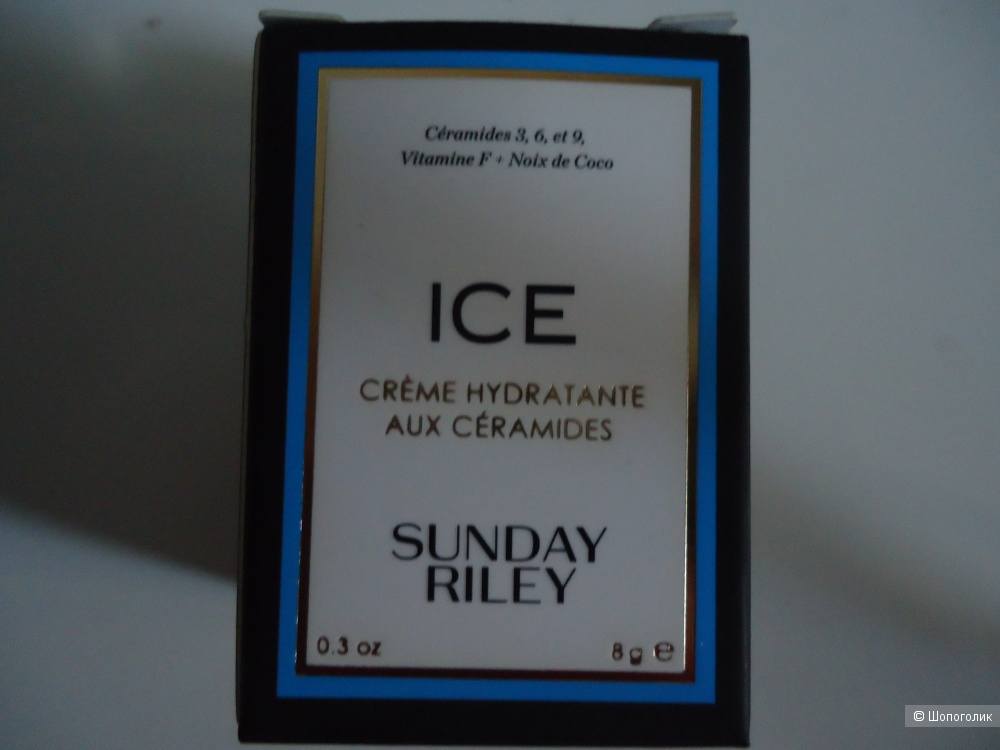 Céramides 3, 6, et 9,
Vitamine F + Noix de Coco
ICE
CRÈME HYDRATANTE
AUX CÉRAMIDES
SUNDAY
RILEY
0.3 oz 8 g ℮
© Шопоголик